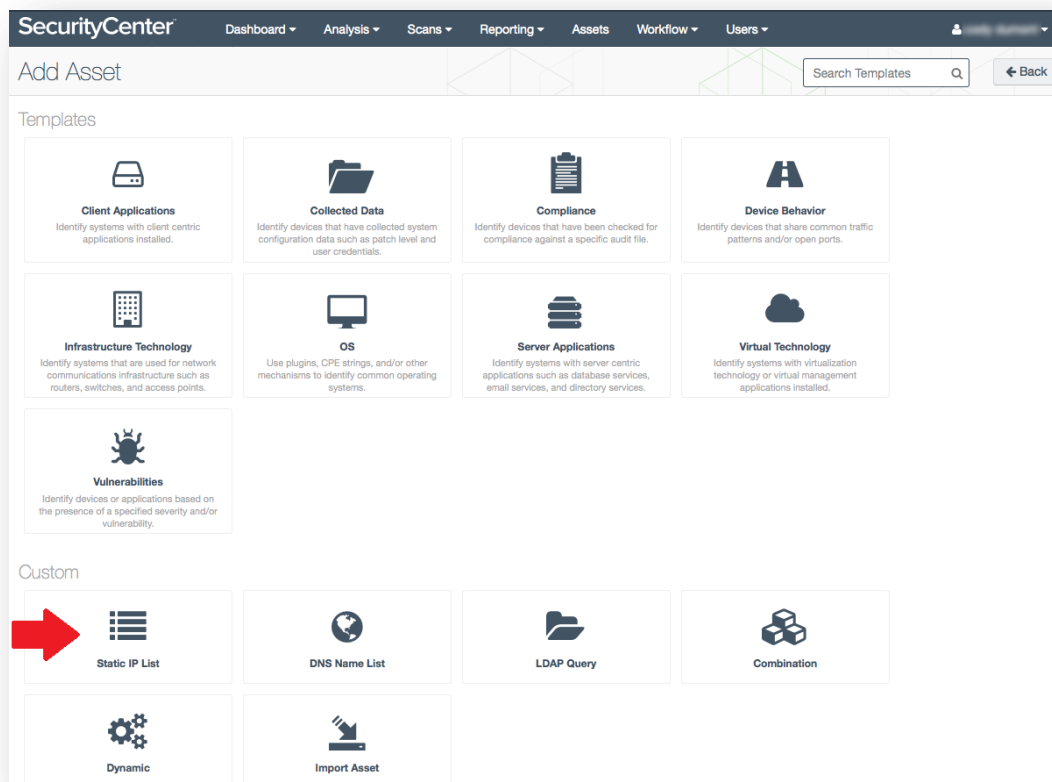 SecurityCenter™
Dashboard
Analysis
Scans
Reporting
Assets
Workflow
Users
Add Asset
Search Templates
Back
Templates
Client Applications
Identify systems with client centric
applications installed.
Collected Data
Identify devices that have collected system
configuration data such as patch level and
user credentials.
Compliance
Identify devices that have been checked for
compliance against a specific audit file.
Device Behavior
Identify devices that share common traffic
patterns and/or open ports.
Infrastructure Technology
Identify systems that are used for network
communications infrastructure such as
routers, switches, and access points.
OS
Use plugins, CPE strings, and/or other
mechanisms to identify common operating
systems.
Server Applications
Identify systems with server centric
applications such as database services,
email services, and directory services.
Virtual Technology
Identify systems with virtualization
technology or virtual management
applications installed.
Vulnerabilities
Identify devices or applications based on
the presence of a specified severity and/or
vulnerability.
Custom
Static IP List
DNS Name List
LDAP Query
Combination
Dynamic
Import Asset